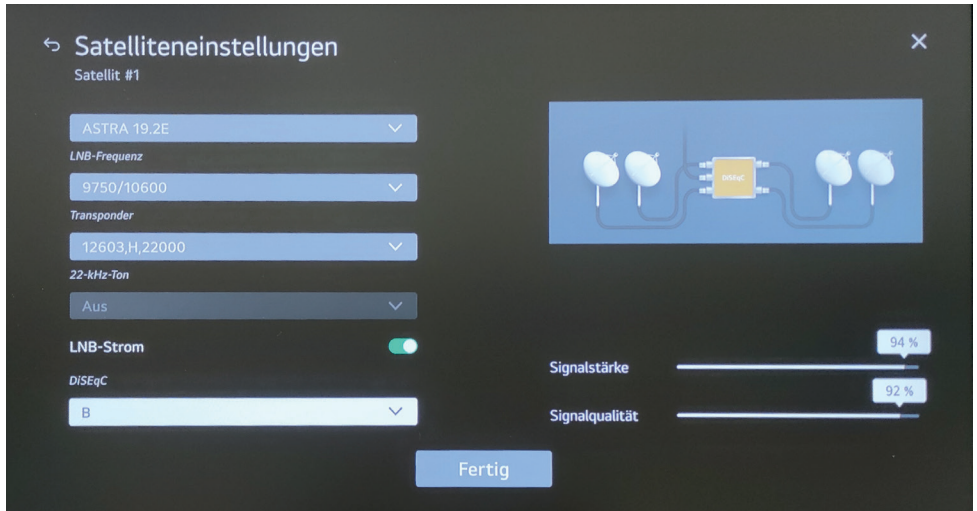 Satelliteneinstellungen
Satellit #1
ASTRA 19.2E
LNB-Frequenz
9750/10600
Transponder
12603,H,22000
22-kHz-Ton
Aus
LNB-Strom
DiSEqC
B
DiSEqC
94 %
Signalstärke
92 %
Signalqualität
Fertig